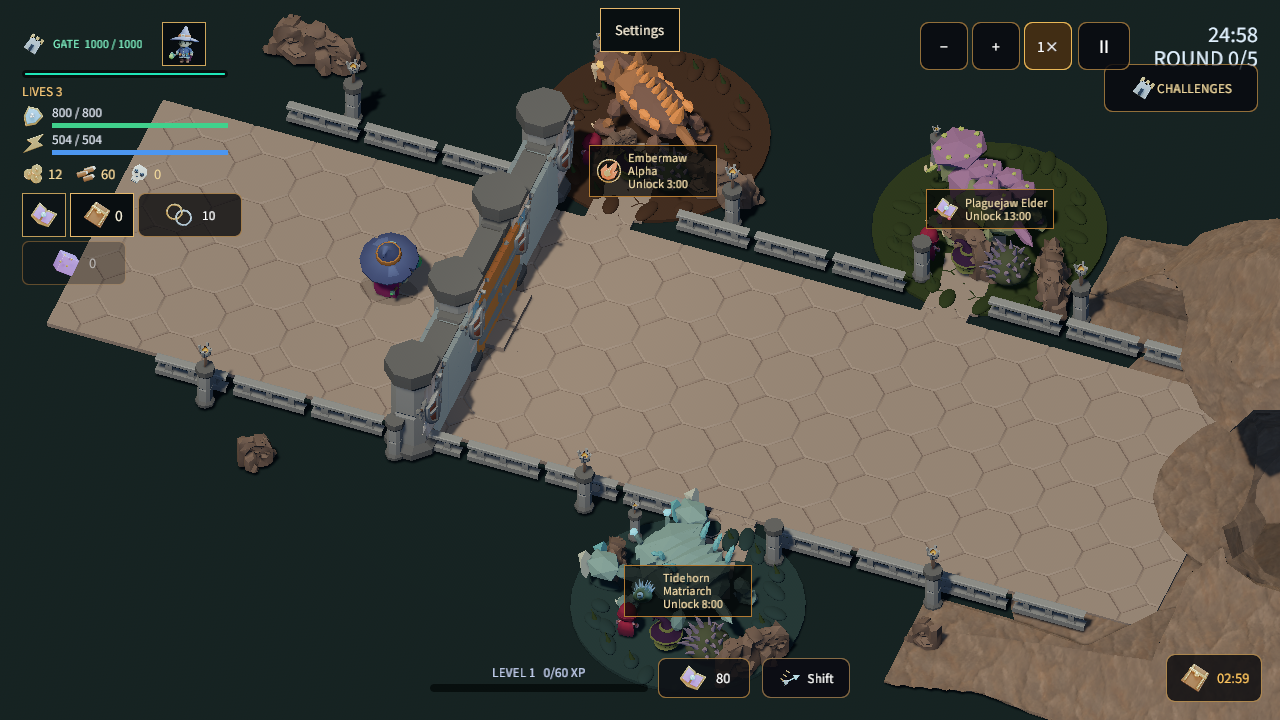 GATE 1000 / 1000
Settings
−
+
1×
24:58
ROUND 0/5
CHALLENGES
LIVES 3
800 / 800
504 / 504
12
60
0
0
10
0
Embermaw
Alpha
Unlock 3:00
Plaguejaw Elder
Unlock 13:00
Tidehorn
Matriarch
Unlock 8:00
LEVEL 1 0/60 XP
80
Shift
02:59